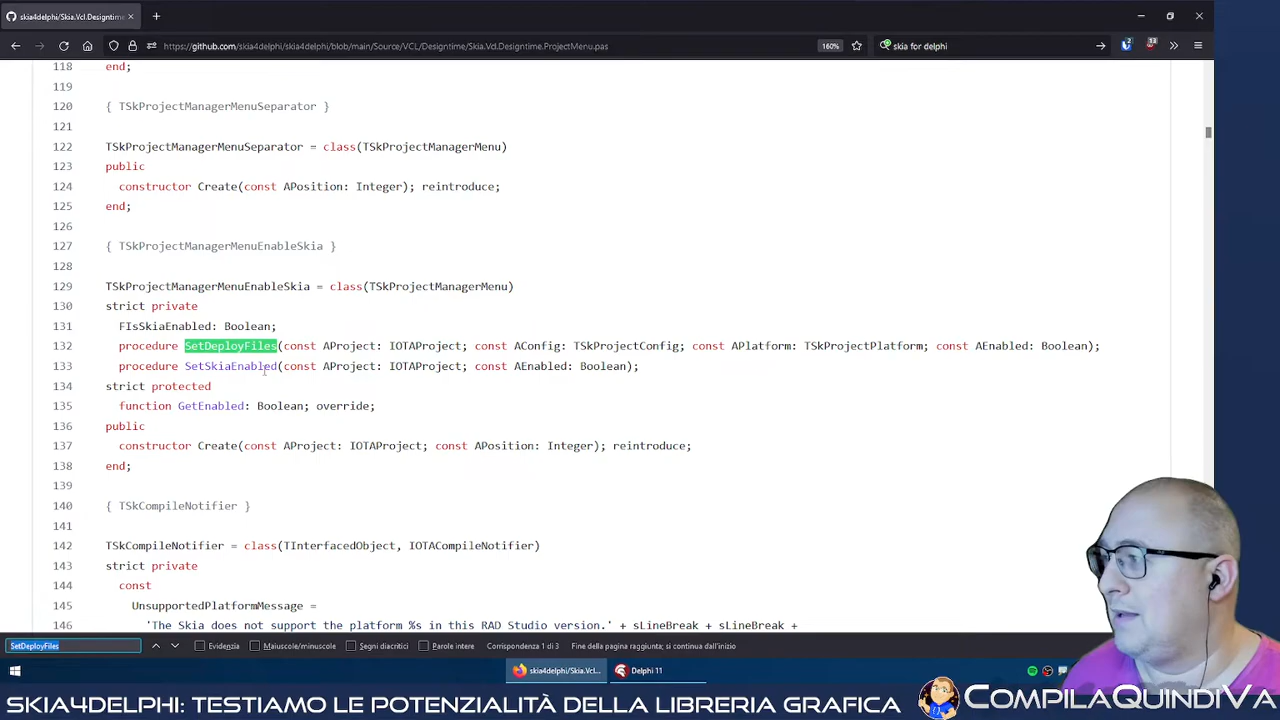 skia4delphi/Skia.Vcl.Designtime
https://github.com/skia4delphi/skia4delphi/blob/main/Source/VCL/Designtime/Skia.Vcl.Designtime.ProjectMenu.pas
160%
skia for delphi
2
13
118 end;
119
120 { TSkProjectManagerMenuSeparator }
121
122 TSkProjectManagerMenuSeparator = class(TSkProjectManagerMenu)
123 public
124 constructor Create(const APosition: Integer); reintroduce;
125 end;
126
127 { TSkProjectManagerMenuEnableSkia }
128
129 TSkProjectManagerMenuEnableSkia = class(TSkProjectManagerMenu)
130 strict private
131 FIsSkiaEnabled: Boolean;
132 procedure SetDeployFiles(const AProject: IOTAProject; const AConfig: TSkProjectConfig; const APlatform: TSkProjectPlatform; const AEnabled: Boolean);
133 procedure SetSkiaEnabled(const AProject: IOTAProject; const AEnabled: Boolean);
134 strict protected
135 function GetEnabled: Boolean; override;
136 public
137 constructor Create(const AProject: IOTAProject; const APosition: Integer); reintroduce;
138 end;
139
140 { TSkCompileNotifier }
141
142 TSkCompileNotifier = class(TInterfacedObject, IOTACompileNotifier)
143 strict private
144 const
145 UnsupportedPlatformMessage =
146 'The Skia does not support the platform %s in this RAD Studio version.' + sLineBreak + sLineBreak +
SetDeployFiles
Evidenzia
Maiuscole/minuscole
Segni diacritici
Parole intere
Corrispondenza 1 di 3
Fine della pagina raggiunta; si continua dall'inizio
skia4delphi/Skia.Vcl...
Delphi 11
SKIA4DELPHI: TESTIAMO LE POTENZIALITÀ DELLA LIBRERIA GRAFICA
COMPILAQUINDIVA